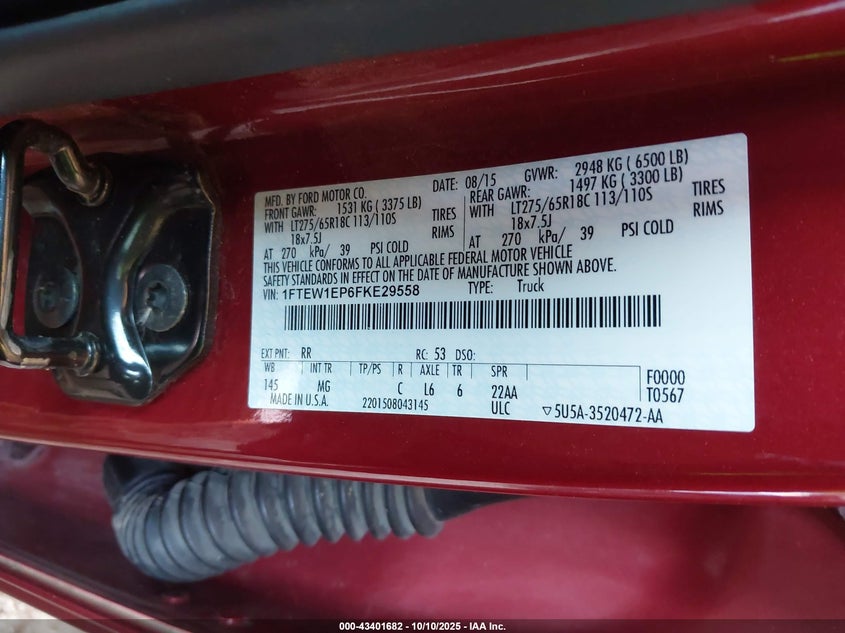 MFD. BY FORD MOTOR CO.
DATE: 08/15 GVWR: 2948 KG ( 6500 LB)
FRONT GAWR: 1531 KG ( 3375 LB) REAR GAWR: 1497 KG ( 3300 LB)
WITH LT275/65R18C 113/110S TIRES WITH LT275/65R18C 113/110S TIRES
18x7.5J RIMS 18x7.5J RIMS
AT 270 kPa/ 39 PSI COLD AT 270 kPa/ 39 PSI COLD
THIS VEHICLE CONFORMS TO ALL APPLICABLE FEDERAL MOTOR VEHICLE
SAFETY STANDARDS IN EFFECT ON THE DATE OF MANUFACTURE SHOWN ABOVE.
VIN: 1FTEW1EP6FKE29558 TYPE: Truck
EXT PNT: RR RC: 53 DSO:
WB INT TR TP/PS R AXLE TR SPR F0000
145 MG C L6 6 22AA T0567
MADE IN U.S.A. 2201508043145 ULC ▽5U5A-3520472-AA
000-43401682 - 10/10/2025 - IAA Inc.